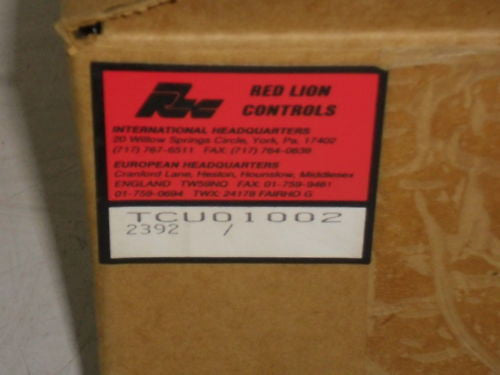 RLC
RED LION
CONTROLS
INTERNATIONAL HEADQUARTERS
20 Willow Springs Circle, York, Pa. 17402
(717) 767-6511 FAX: (717) 764-0839
EUROPEAN HEADQUARTERS
Cranford Lane, Heston, Hounslow, Middlesex
ENGLAND TW59NQ FAX: 01-759-9461
01-759-0694 TWX: 24178 FAIRHO G
TCU01002
2392 /